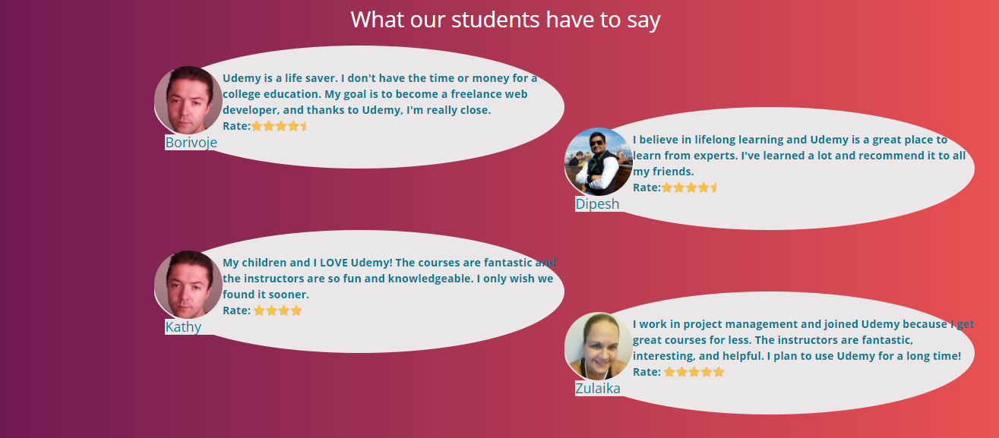 What our students have to say
Udemy is a life saver. I don't have the time or money for a
college education. My goal is to become a freelance web
developer, and thanks to Udemy, I'm really close.
Rate:
Borivoje
I believe in lifelong learning and Udemy is a great place to
learn from experts. I've learned a lot and recommend it to all
my friends.
Rate:
Dipesh
My children and I LOVE Udemy! The courses are fantastic and
the instructors are so fun and knowledgeable. I only wish we
found it sooner.
Rate:
Kathy
I work in project management and joined Udemy because I get
great courses for less. The instructors are fantastic,
interesting, and helpful. I plan to use Udemy for a long time!
Rate:
Zulaika